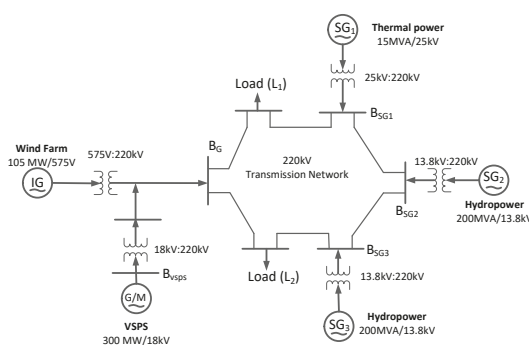 SG1
Thermal power
15MVA/25kV
25kV:220kV
Load (L1)
BSG1
BG
220kV
Transmission Network
Wind Farm
105 MW/575V
575V:220kV
IG
13.8kV:220kV
SG2
Hydropower
200MVA/13.8kV
BSG2
18kV:220kV
Bvsps
Load (L2)
BSG3
13.8kV:220kV
G/M
VSPS
300 MW/18kV
SG3
Hydropower
200MVA/13.8kV